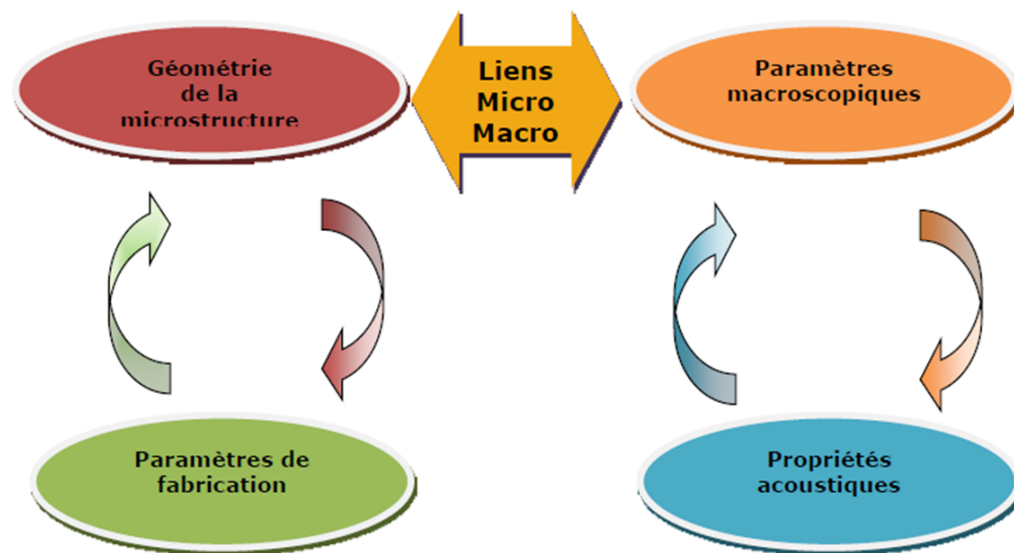 Géométrie
de la
microstructure
Liens
Micro
Macro
Paramètres
macroscopiques
Paramètres de
fabrication
Propriétés
acoustiques